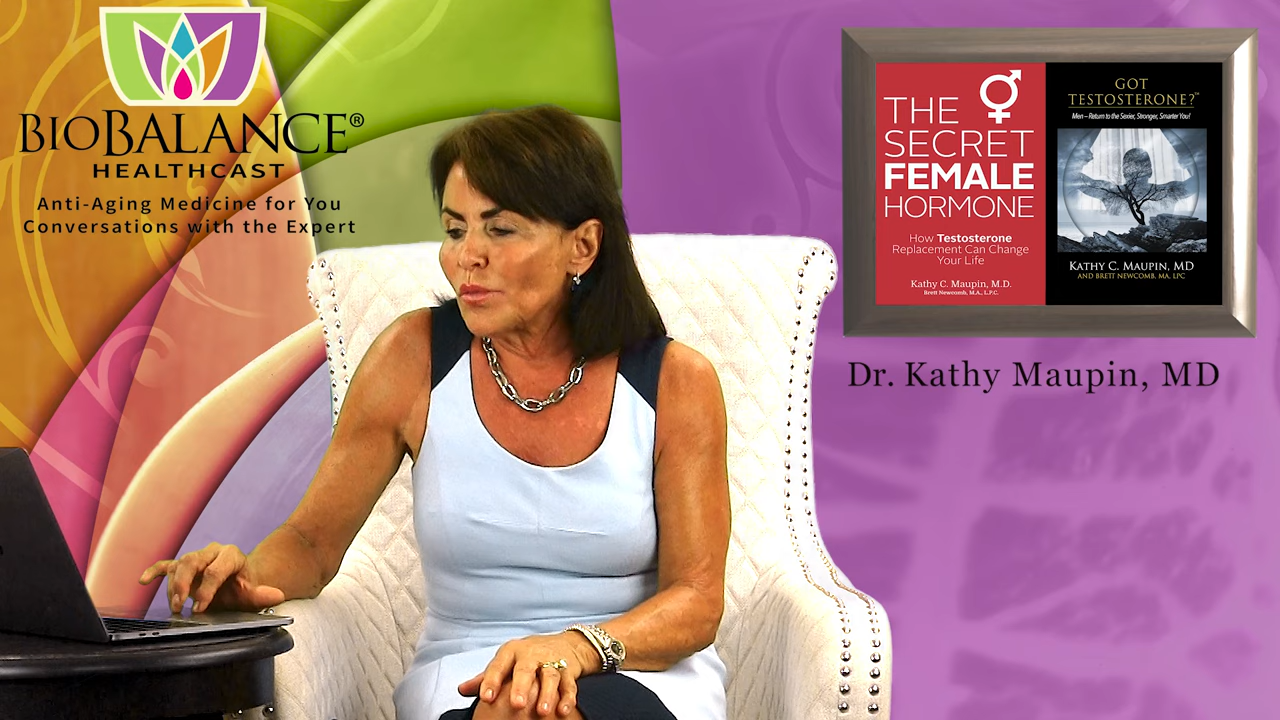 BIOBALANCE®
HEALTHCAST
Anti-Aging Medicine for You
Conversations with the Expert
THE
SECRET
FEMALE
HORMONE
How Testosterone
Replacement Can Change
Your Life
Kathy C. Maupin, M.D.
Brett Newcomb, M.A., L.P.C.
GOT
TESTOSTERONE?™
Men – Return to the Sexier, Stronger, Smarter You!
KATHY C. MAUPIN, MD
AND BRETT NEWCOMB, MA, LPC
Dr. Kathy Maupin, MD